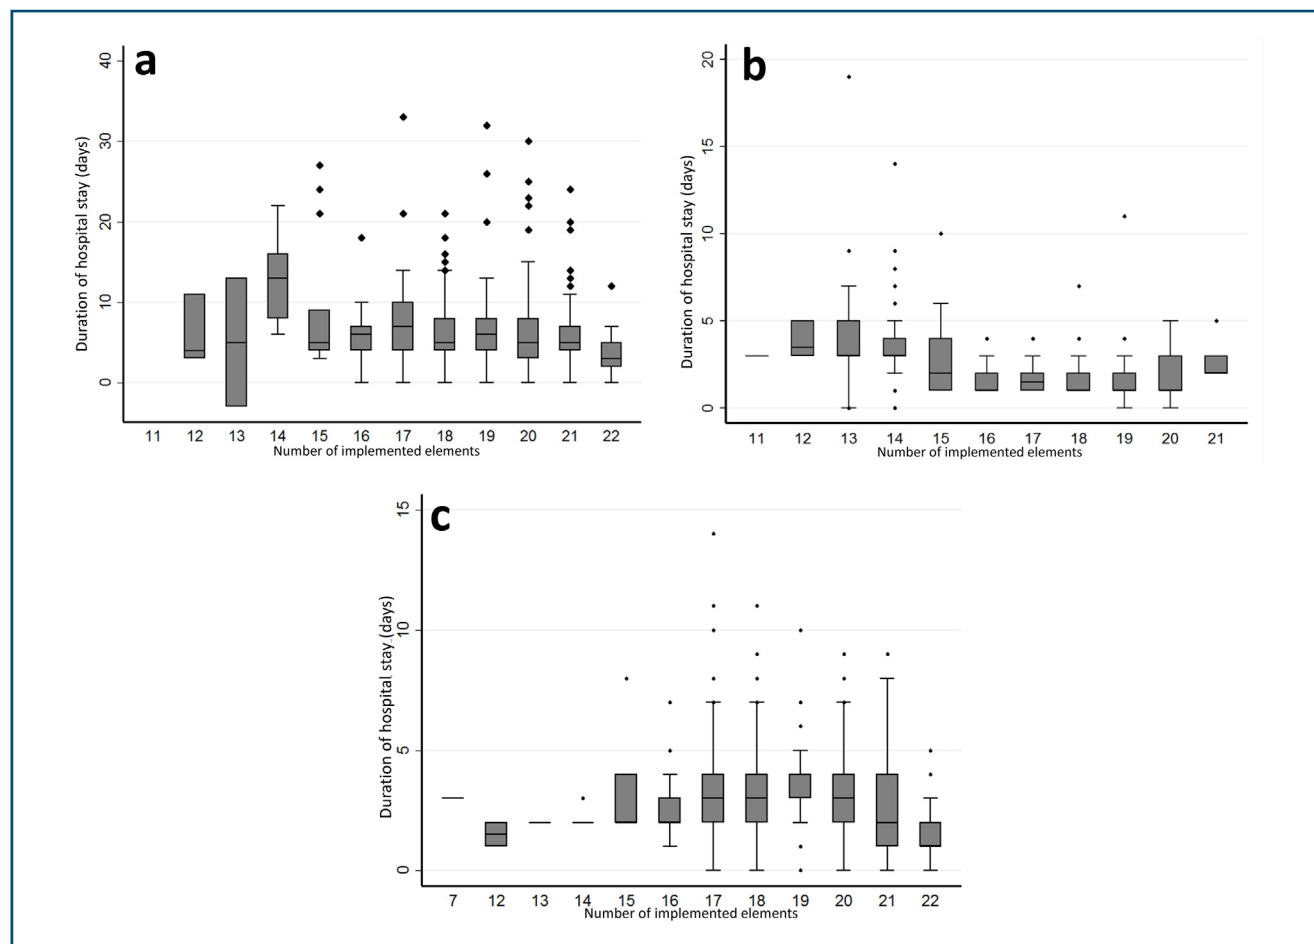 a
40
30
20
10
0
Duration of hospital stay (days)
11 12 13 14 15 16 17 18 19 20 21 22
Number of implemented elements
b
20
15
10
5
0
Duration of hospital stay (days)
11 12 13 14 15 16 17 18 19 20 21
Number of implemented elements
c
15
10
5
0
Duration of hospital stay (days)
7 12 13 14 15 16 17 18 19 20 21 22
Number of implemented elements